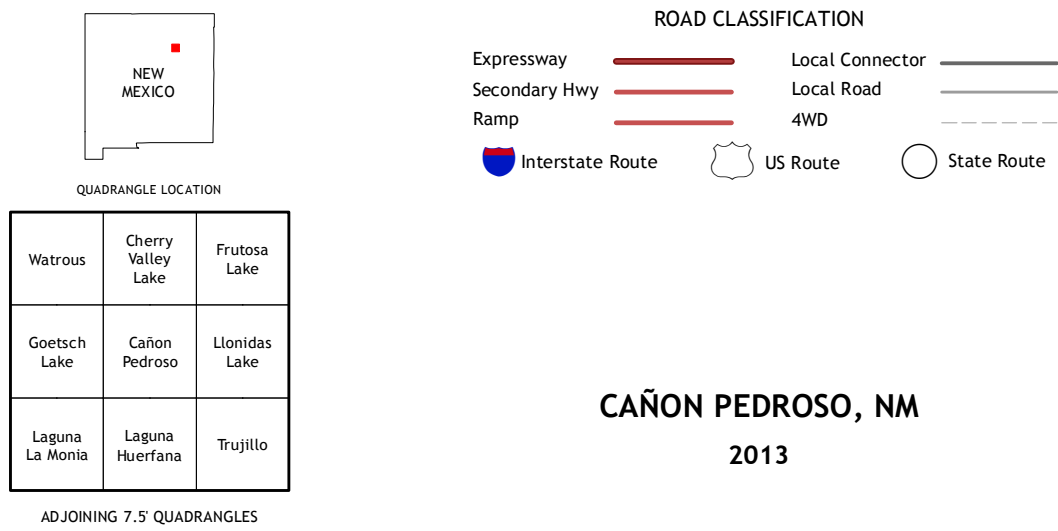 NEW
MEXICO
QUADRANGLE LOCATION
Watrous
Cherry
Valley
Lake
Frutosa
Lake
Goetsch
Lake
Cañon
Pedroso
Llonidas
Lake
Laguna
La Monia
Laguna
Huerfana
Trujillo
ADJOINING 7.5' QUADRANGLES
ROAD CLASSIFICATION
Expressway
Local Connector
Secondary Hwy
Local Road
Ramp
4WD
Interstate Route
US Route
State Route
CAÑON PEDROSO, NM
2013